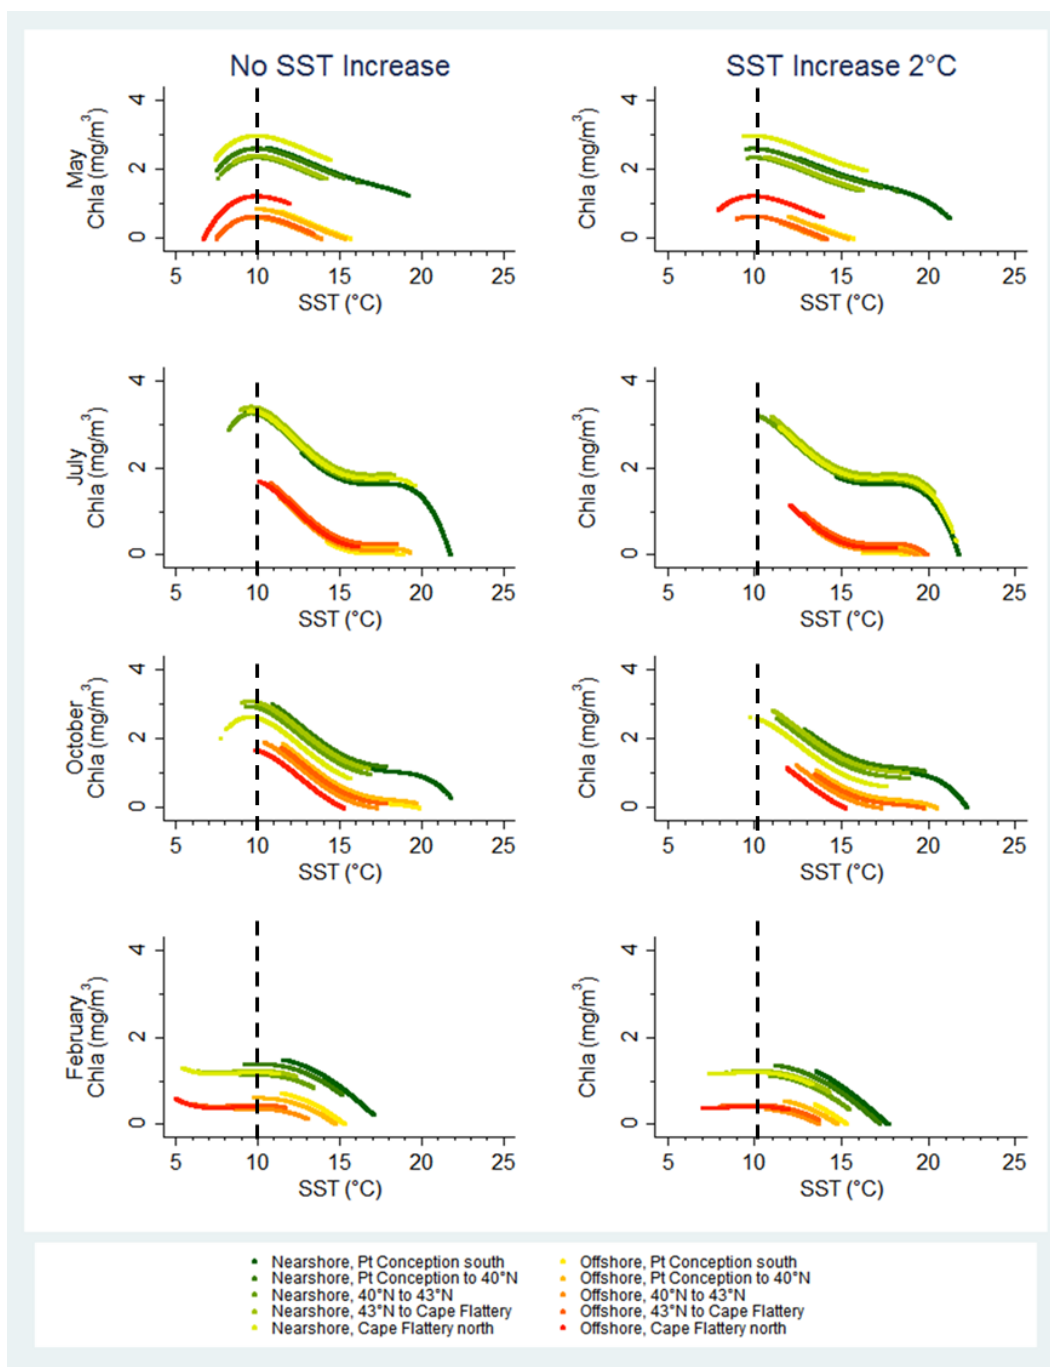 No SST Increase
SST Increase 2°C
May
Chla (mg/m³)
4
2
0
5 10 15 20 25
SST (°C)
Chla (mg/m³)
4
2
0
5 10 15 20 25
SST (°C)
July
Chla (mg/m³)
4
2
0
5 10 15 20 25
SST (°C)
Chla (mg/m³)
4
2
0
5 10 15 20 25
SST (°C)
October
Chla (mg/m³)
4
2
0
5 10 15 20 25
SST (°C)
Chla (mg/m³)
4
2
0
5 10 15 20 25
SST (°C)
February
Chla (mg/m³)
4
2
0
5 10 15 20 25
SST (°C)
Chla (mg/m³)
4
2
0
5 10 15 20 25
SST (°C)
Nearshore, Pt Conception south
Nearshore, Pt Conception to 40°N
Nearshore, 40°N to 43°N
Nearshore, 43°N to Cape Flattery
Nearshore, Cape Flattery north
Offshore, Pt Conception south
Offshore, Pt Conception to 40°N
Offshore, 40°N to 43°N
Offshore, 43°N to Cape Flattery
Offshore, Cape Flattery north